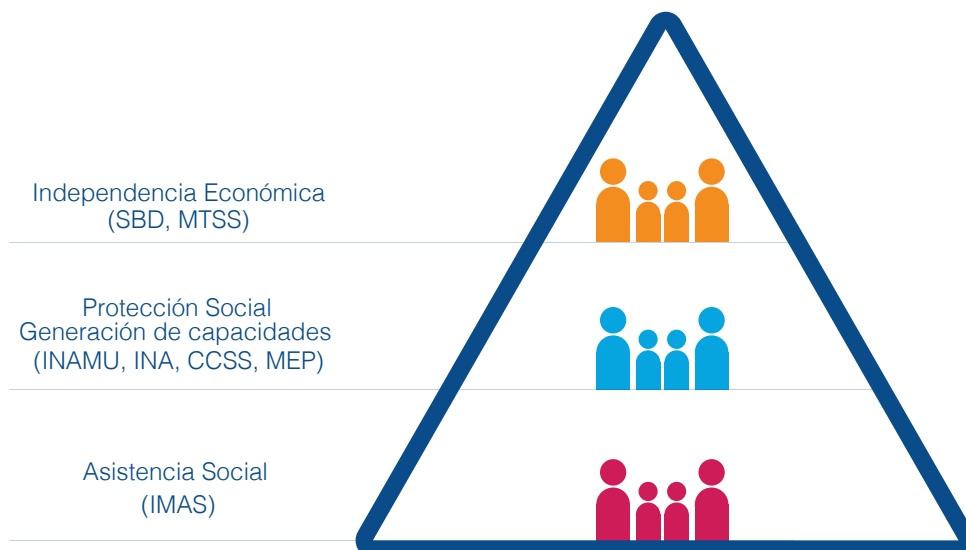 Independencia Económica
(SBD, MTSS)
Protección Social
Generación de capacidades
(INAMU, INA, CCSS, MEP)
Asistencia Social
(IMAS)